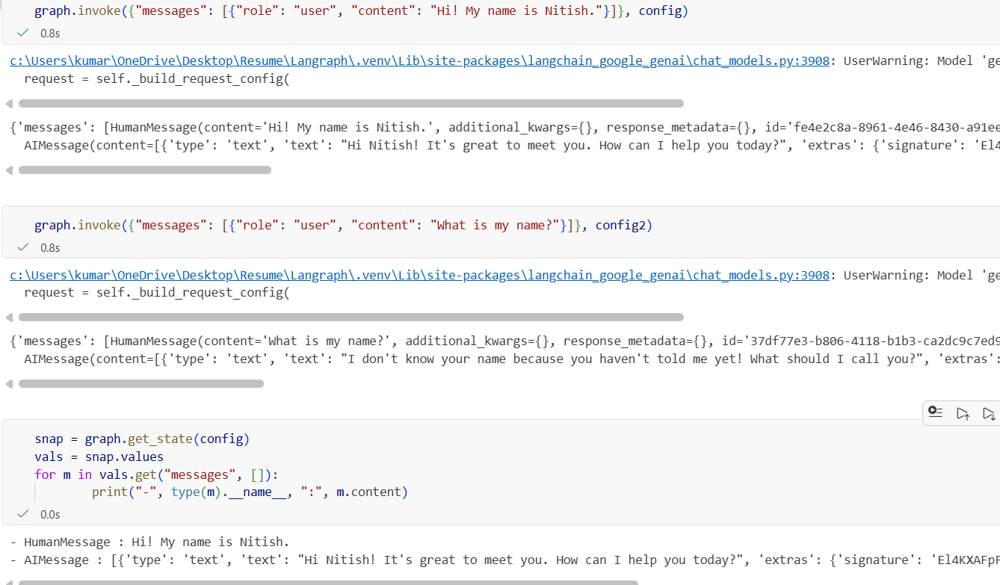 graph.invoke({"messages": [{"role": "user", "content": "Hi! My name is Nitish."}]}, config)
0.8s
c:\Users\kumar\OneDrive\Desktop\Resume\Langraph\.venv\Lib\site-packages\langchain_google_genai\chat_models.py:3908: UserWarning: Model 'ge
request = self._build_request_config(
{'messages': [HumanMessage(content='Hi! My name is Nitish.', additional_kwargs={}, response_metadata={}, id='fe4e2c8a-8961-4e46-8430-a91ee
AIMessage(content=[{'type': 'text', 'text': "Hi Nitish! It's great to meet you. How can I help you today?", 'extras': {'signature': 'El4
graph.invoke({"messages": [{"role": "user", "content": "What is my name?"}]}, config2)
0.8s
c:\Users\kumar\OneDrive\Desktop\Resume\Langraph\.venv\Lib\site-packages\langchain_google_genai\chat_models.py:3908: UserWarning: Model 'ge
request = self._build_request_config(
{'messages': [HumanMessage(content='What is my name?', additional_kwargs={}, response_metadata={}, id='37df77e3-b806-4118-b1b3-ca2dc9c7ed9
AIMessage(content=[{'type': 'text', 'text': "I don't know your name because you haven't told me yet! What should I call you?", 'extras':
snap = graph.get_state(config)
vals = snap.values
for m in vals.get("messages", []):
print("-", type(m).__name__, ":", m.content)
0.0s
- HumanMessage : Hi! My name is Nitish.
- AIMessage : [{'type': 'text', 'text': "Hi Nitish! It's great to meet you. How can I help you today?", 'extras': {'signature': 'El4KXAFpF